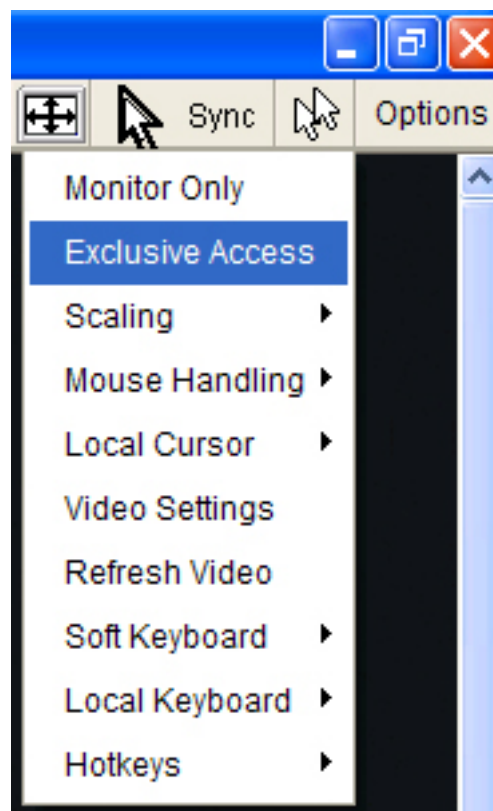 Sync Options
Monitor Only
Exclusive Access
Scaling
Mouse Handling
Local Cursor
Video Settings
Refresh Video
Soft Keyboard
Local Keyboard
Hotkeys